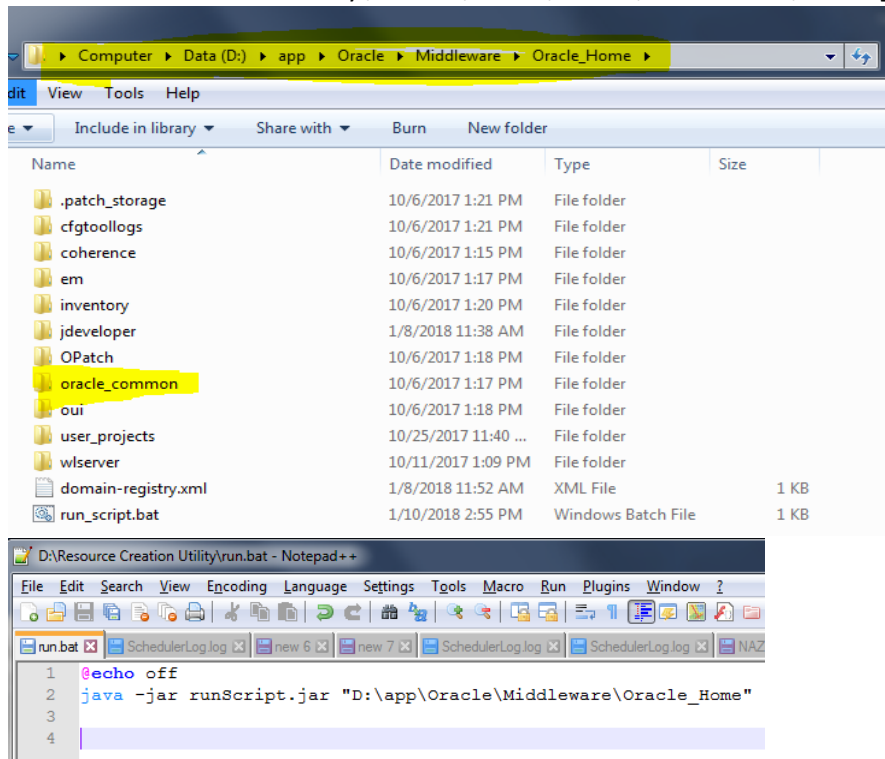 Computer ▸ Data (D:) ▸ app ▸ Oracle ▸ Middleware ▸ Oracle_Home ▸
dit View Tools Help
e Include in library Share with Burn New folder
Name Date modified Type Size
.patch_storage 10/6/2017 1:21 PM File folder
cfgtoollogs 10/6/2017 1:21 PM File folder
coherence 10/6/2017 1:15 PM File folder
em 10/6/2017 1:17 PM File folder
inventory 10/6/2017 1:20 PM File folder
jdeveloper 1/8/2018 11:38 AM File folder
OPatch 10/6/2017 1:18 PM File folder
oracle_common 10/6/2017 1:17 PM File folder
oui 10/6/2017 1:18 PM File folder
user_projects 10/25/2017 11:40 ... File folder
wlserver 10/11/2017 1:09 PM File folder
domain-registry.xml 1/8/2018 11:52 AM XML File 1 KB
run_script.bat 1/10/2018 2:55 PM Windows Batch File 1 KB
D:\Resource Creation Utility\run.bat - Notepad++
File Edit Search View Encoding Language Settings Tools Macro Run Plugins Window ?
run.bat SchedulerLog.log new 6 new 7 SchedulerLog.log SchedulerLog.log NAZ
1 @echo off
2 java -jar runScript.jar "D:\app\Oracle\Middleware\Oracle_Home"
3
4